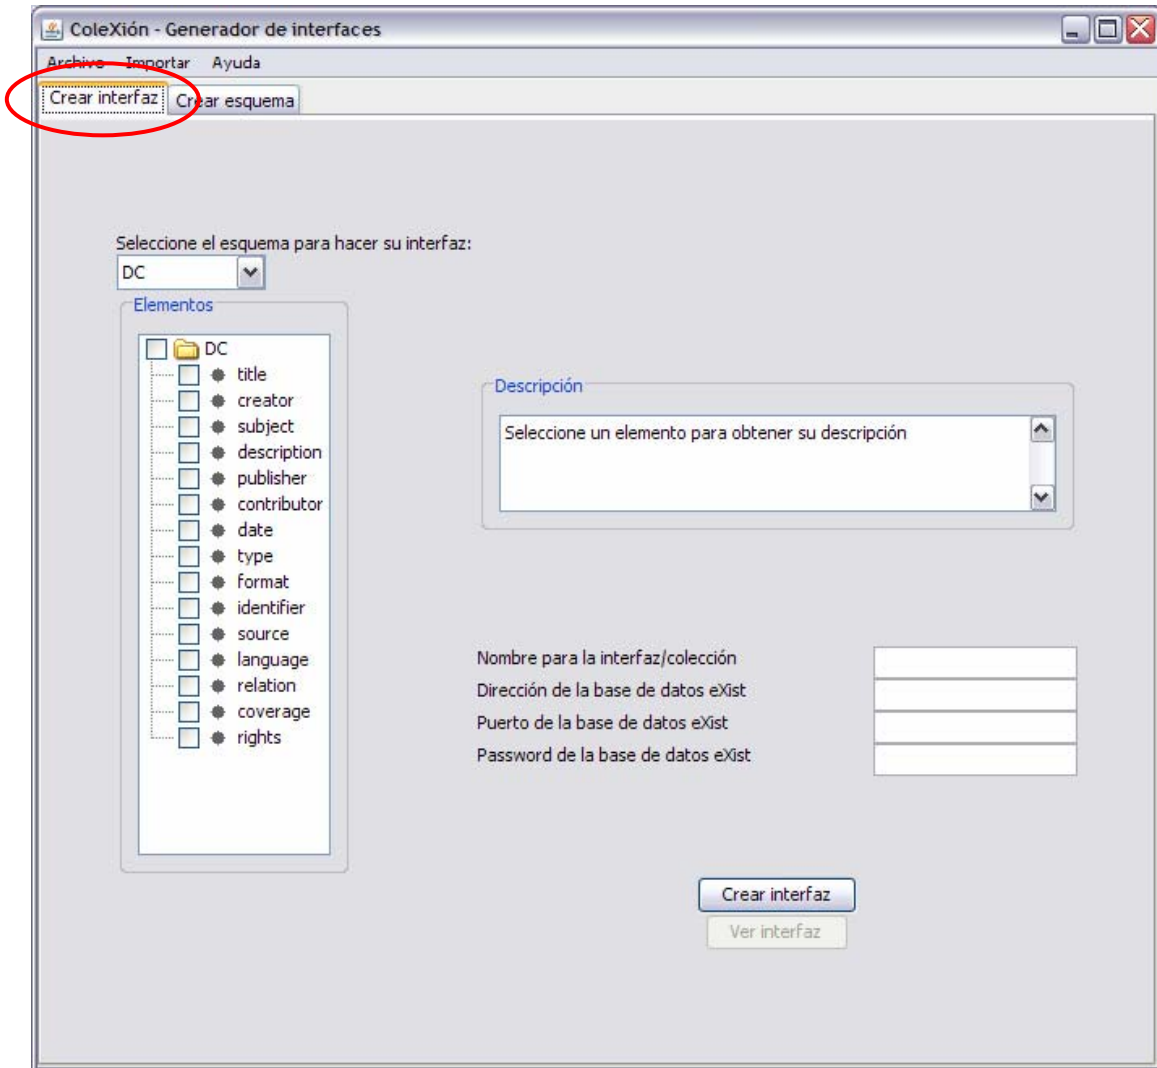 ColeXión - Generador de interfaces
Archivo Importar Ayuda
Crear interfaz Crear esquema
Seleccione el esquema para hacer su interfaz:
DC
Elementos
DC
title
creator
subject
description
publisher
contributor
date
type
format
identifier
source
language
relation
coverage
rights
Descripción
Seleccione un elemento para obtener su descripción
Nombre para la interfaz/colección
Dirección de la base de datos eXist
Puerto de la base de datos eXist
Password de la base de datos eXist
Crear interfaz
Ver interfaz